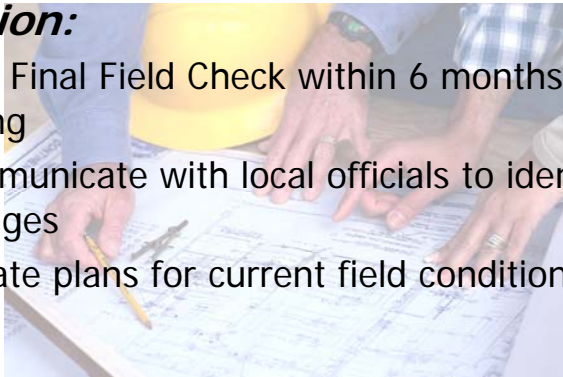 ion:
Final Field Check within 6 months
ng
municate with local officials to iden
ges
ate plans for current field condition